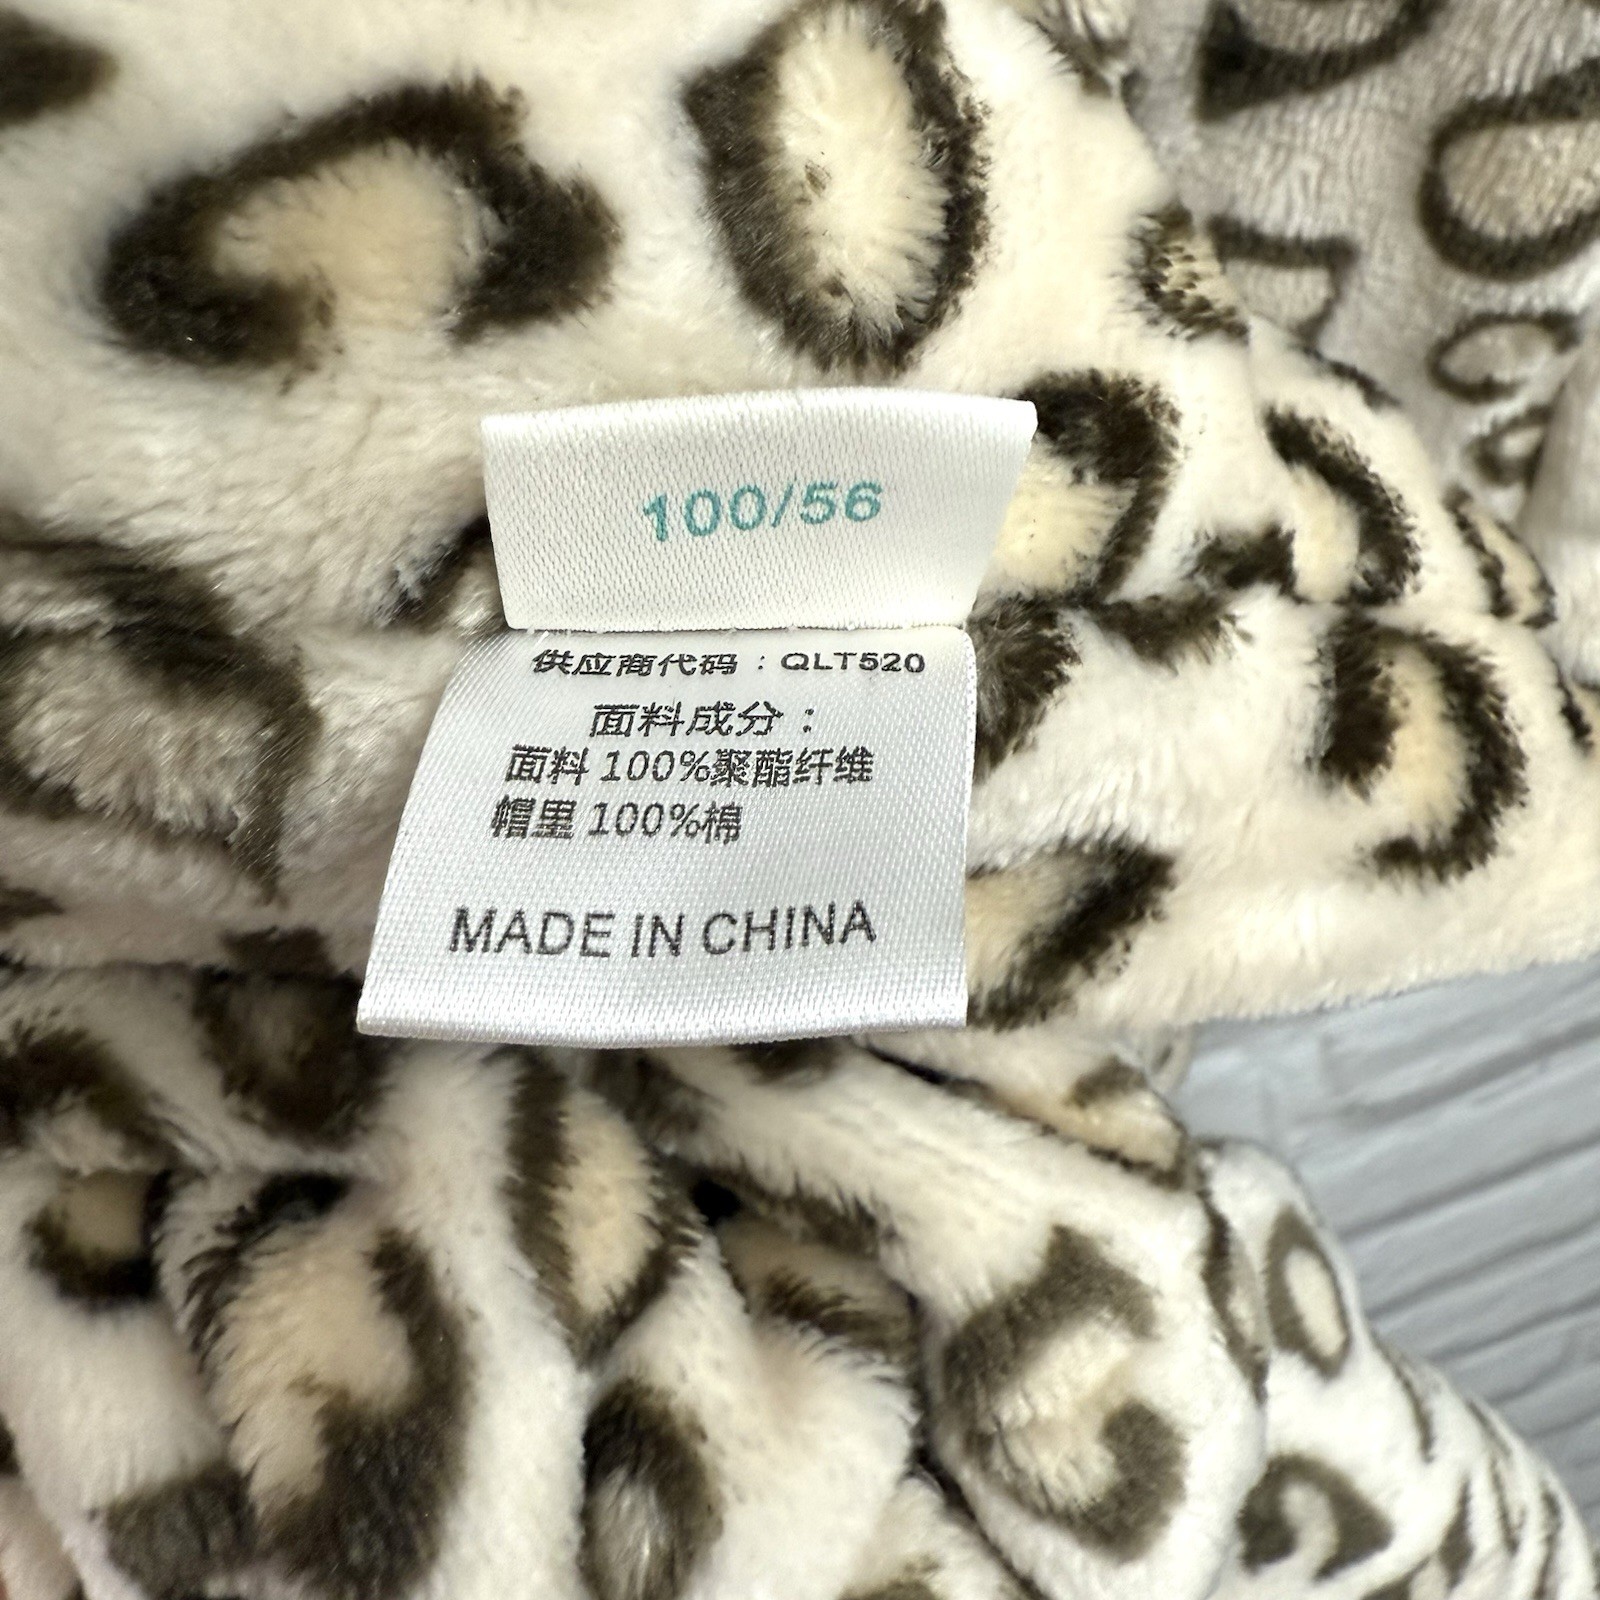 100/56
供应商代码：QLT520
面料成分：
面料 100%聚酯纤维
帽里 100%棉
MADE IN CHINA